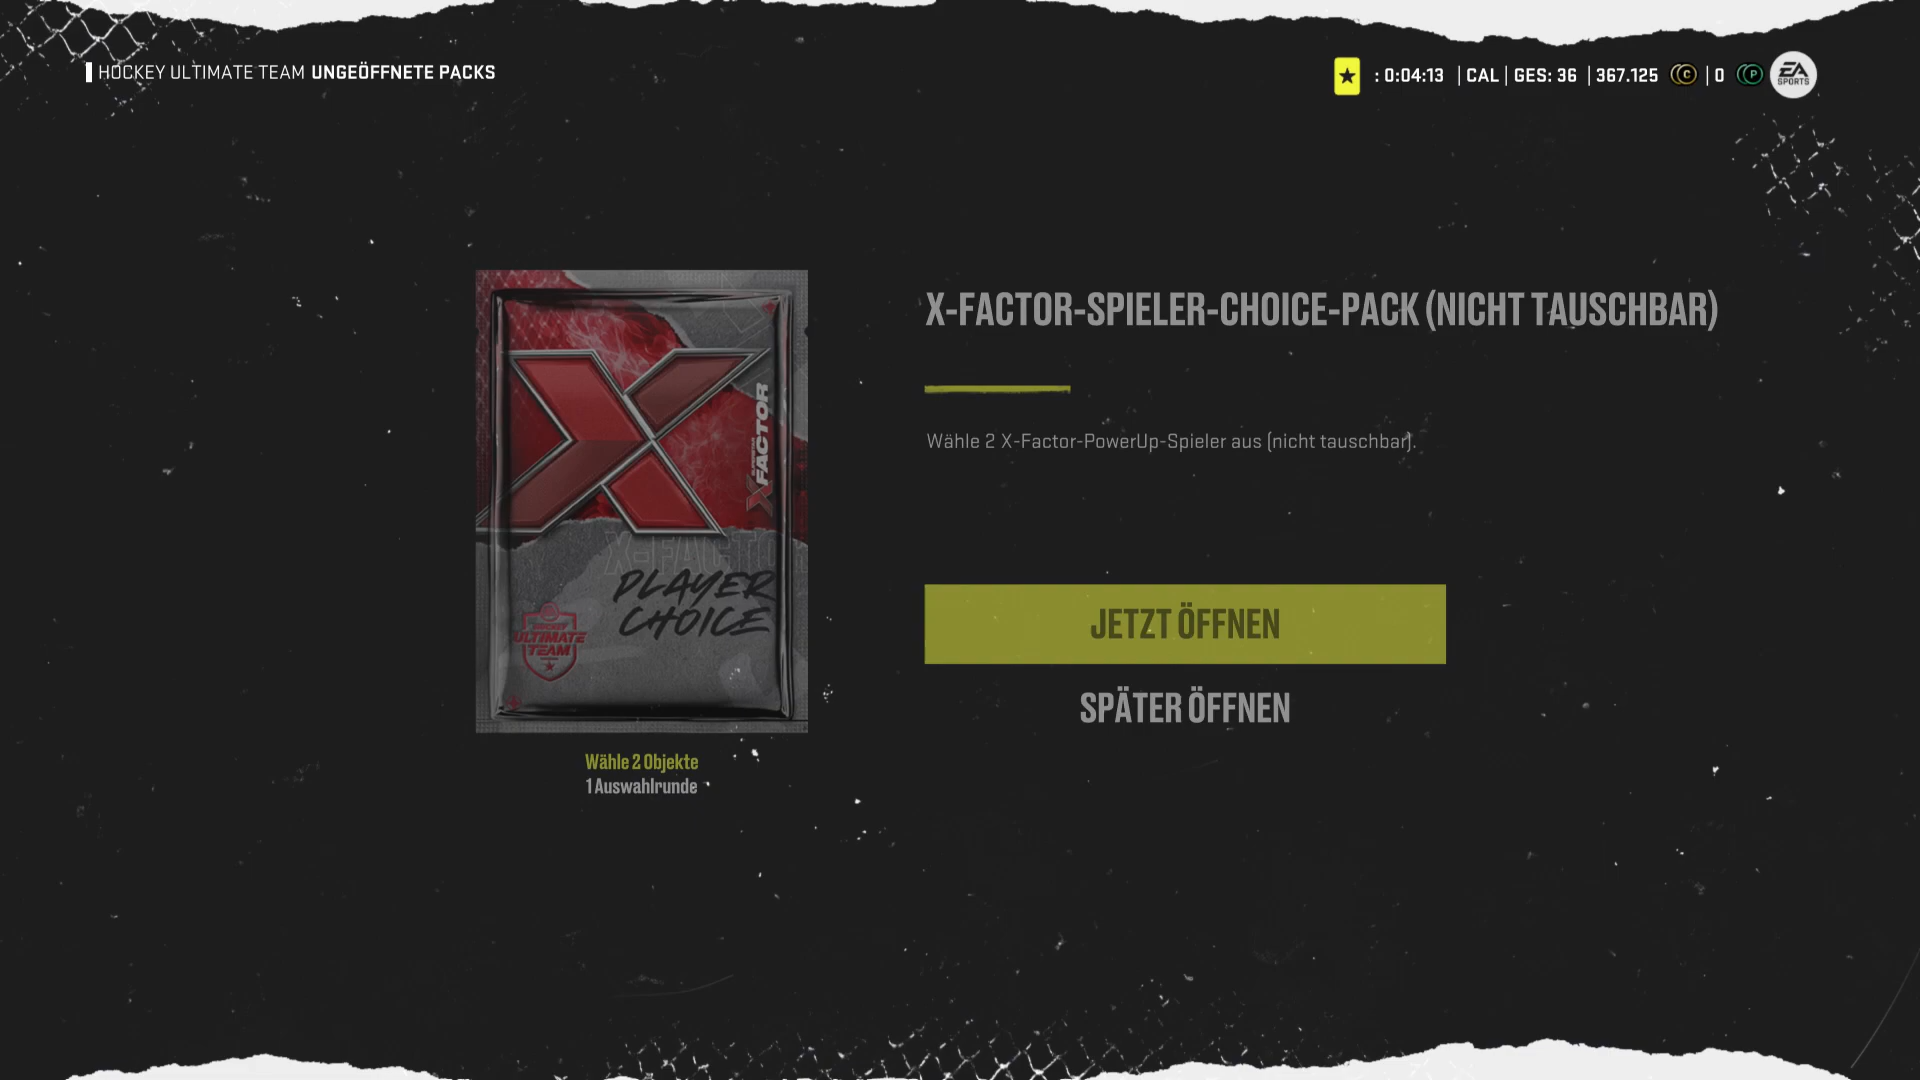 HOCKEY ULTIMATE TEAM UNGEÖFFNETE PACKS
: 0:04:13 | CAL | GES: 36 | 367.125 C | 0 P EA SPORTS
X-FACTOR-SPIELER-CHOICE-PACK (NICHT TAUSCHBAR)
Wähle 2 X-Factor-PowerUp-Spieler aus (nicht tauschbar).
X FACTOR
X-FACTO
PLAYER
CHOICE
HOCKEY
ULTIMATE
TEAM
JETZT ÖFFNEN
SPÄTER ÖFFNEN
Wähle 2 Objekte
1 Auswahlrunde